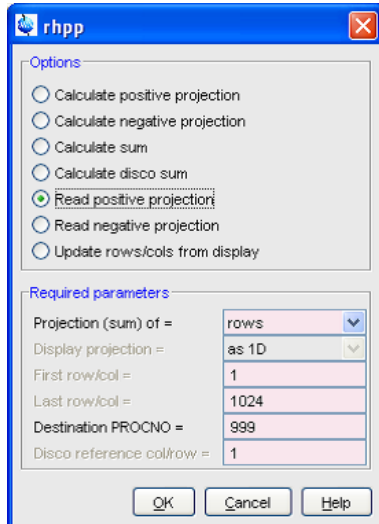 rhpp
Options
Calculate positive projection
Calculate negative projection
Calculate sum
Calculate disco sum
Read positive projection
Read negative projection
Update rows/cols from display
Required parameters
Projection (sum) of = rows
Display projection = as 1D
First row/col = 1
Last row/col = 1024
Destination PROCNO = 999
Disco reference col/row = 1
OK Cancel Help